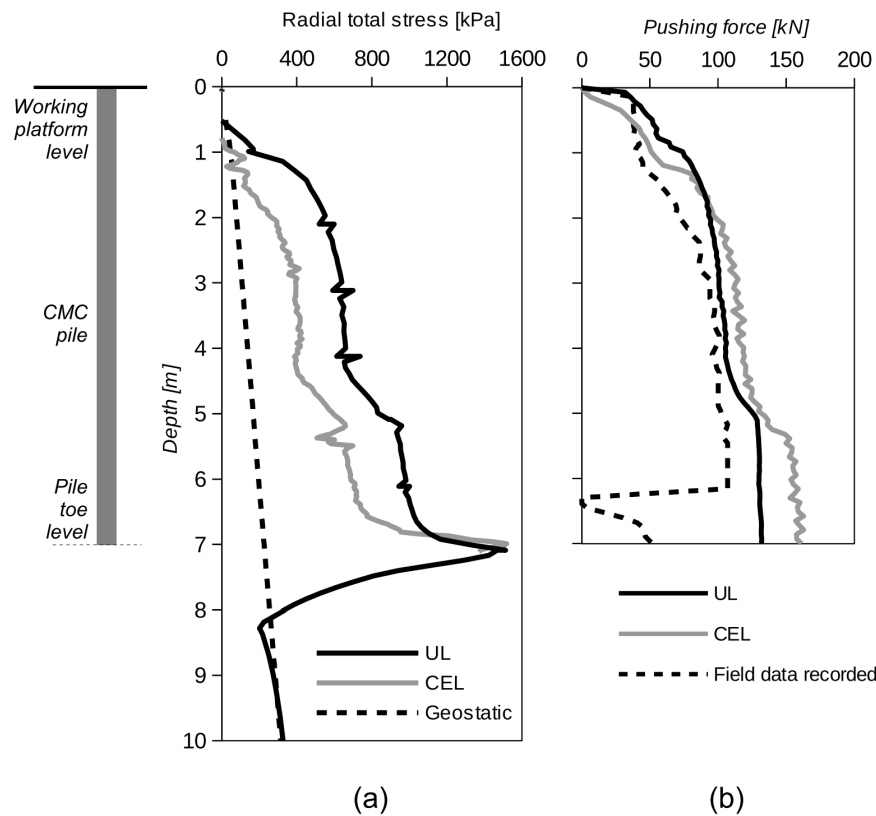 Radial total stress [kPa]
0 400 800 1200 1600
Pushing force [kN]
0 50 100 150 200
Working
platform
level
CMC
pile
Pile
toe
level
Depth [m]
0
1
2
3
4
5
6
7
8
9
10
UL
CEL
Geostatic
UL
CEL
Field data recorded
(a)
(b)